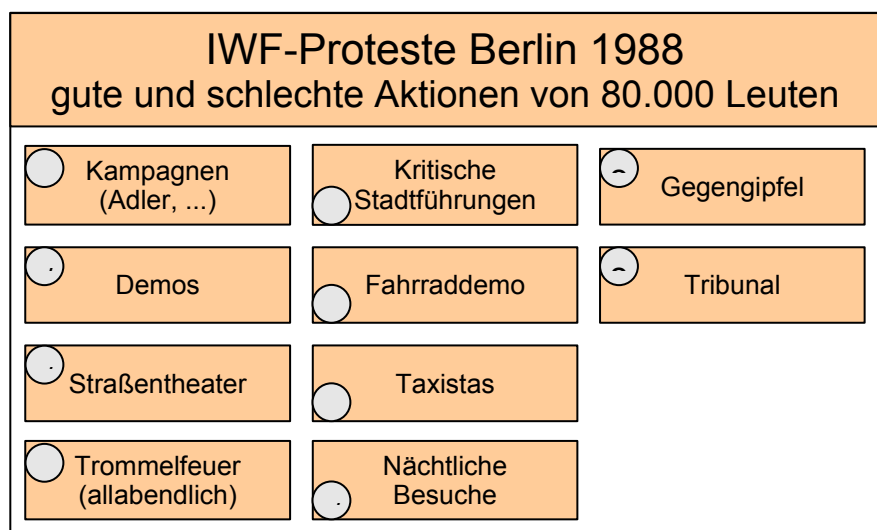 IWF-Proteste Berlin 1988
gute und schlechte Aktionen von 80.000 Leuten
Kampagnen
(Adler, ...)
Demos
Straßentheater
Trommelfeuer
(allabendlich)
Kritische
Stadtführungen
Fahrraddemo
Taxistas
Nächtliche
Besuche
Gegengipfel
Tribunal